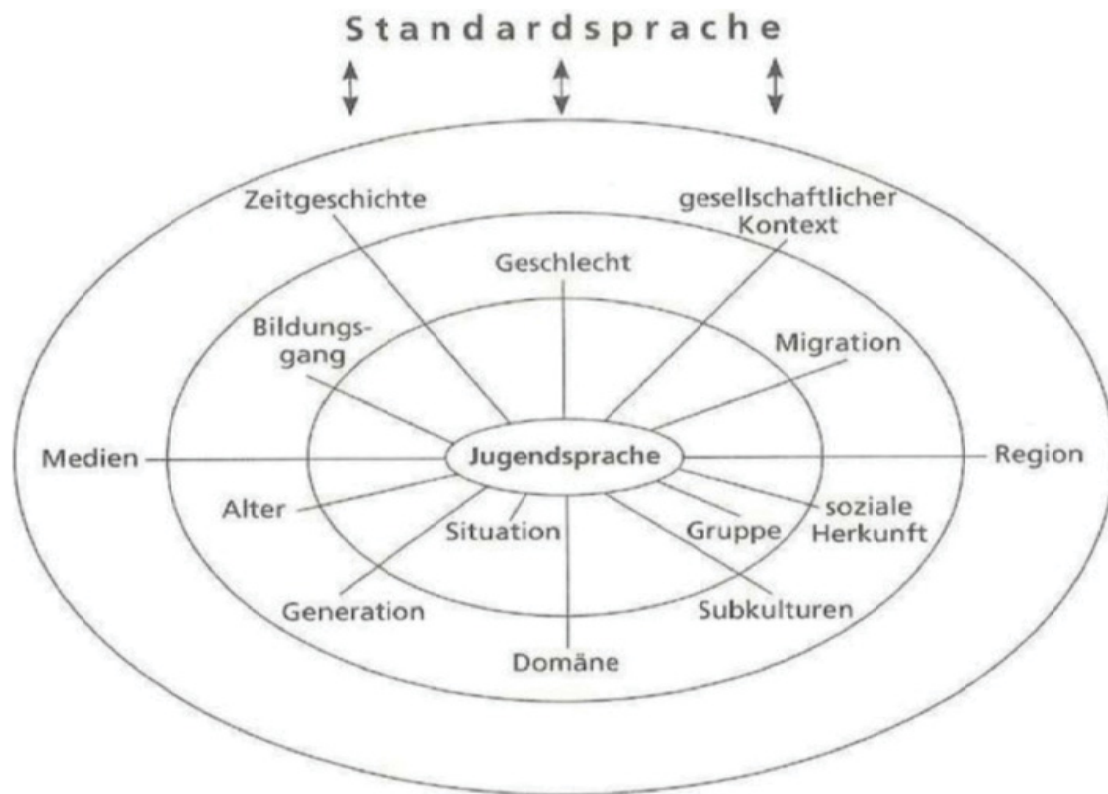 Standardsprache
Zeitgeschichte
gesellschaftlicher
Kontext
Geschlecht
Bildungs-
gang
Migration
Medien
Jugendsprache
Region
Alter
Situation
Gruppe
soziale
Herkunft
Generation
Subkulturen
Domäne